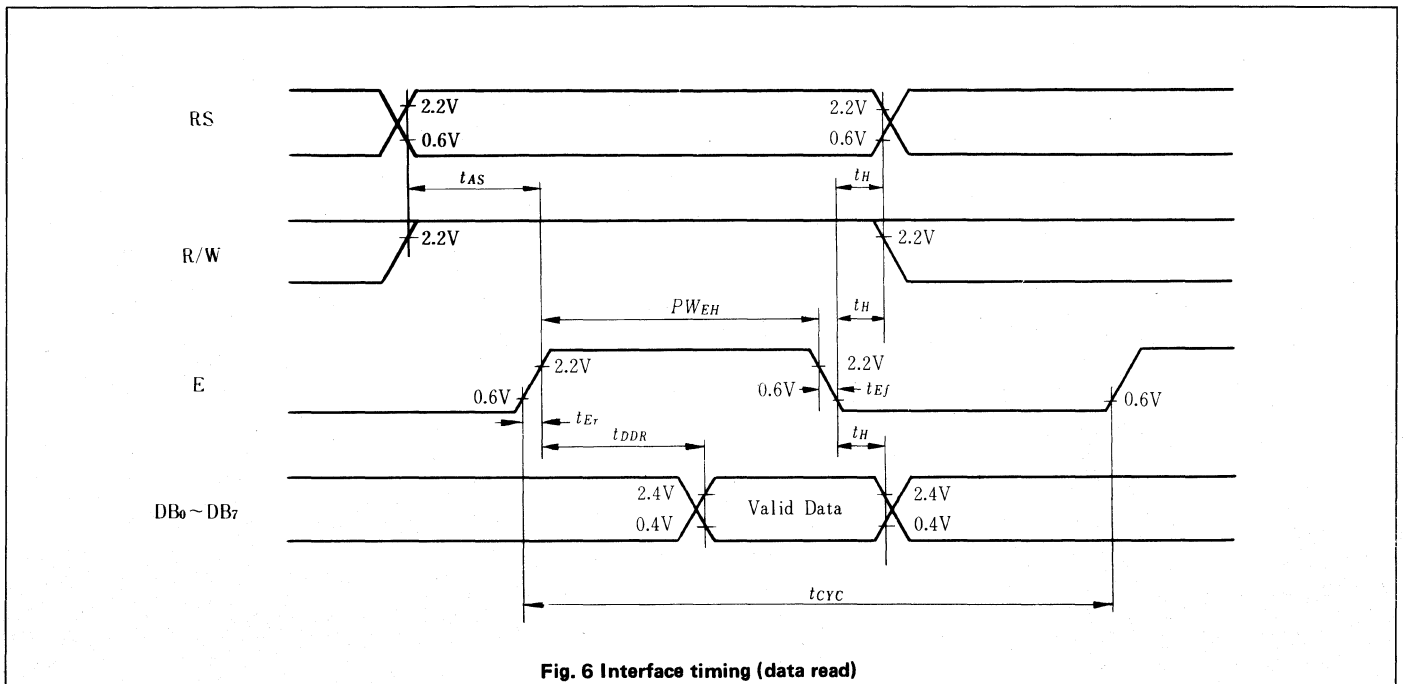 RS
2.2V
2.2V
0.6V
0.6V
tAS
tH
R/W
2.2V
2.2V
PWEH
tH
E
0.6V
2.2V
0.6V
2.2V
tEf
0.6V
tEr
tDDR
tH
DB0~DB7
2.4V
0.4V
Valid Data
2.4V
0.4V
tCYC
Fig. 6 Interface timing (data read)